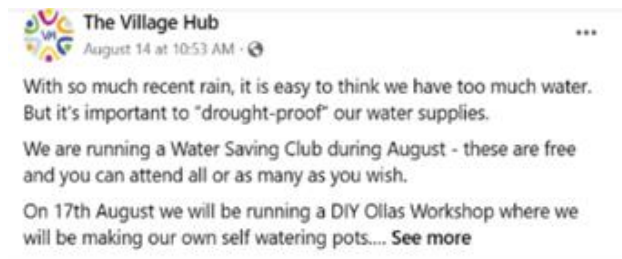 The Village Hub
August 14 at 10:53 AM ·
...
With so much recent rain, it is easy to think we have too much water.
But it's important to "drought-proof" our water supplies.
We are running a Water Saving Club during August - these are free
and you can attend all or as many as you wish.
On 17th August we will be running a DIY Ollas Workshop where we
will be making our own self watering pots.... See more